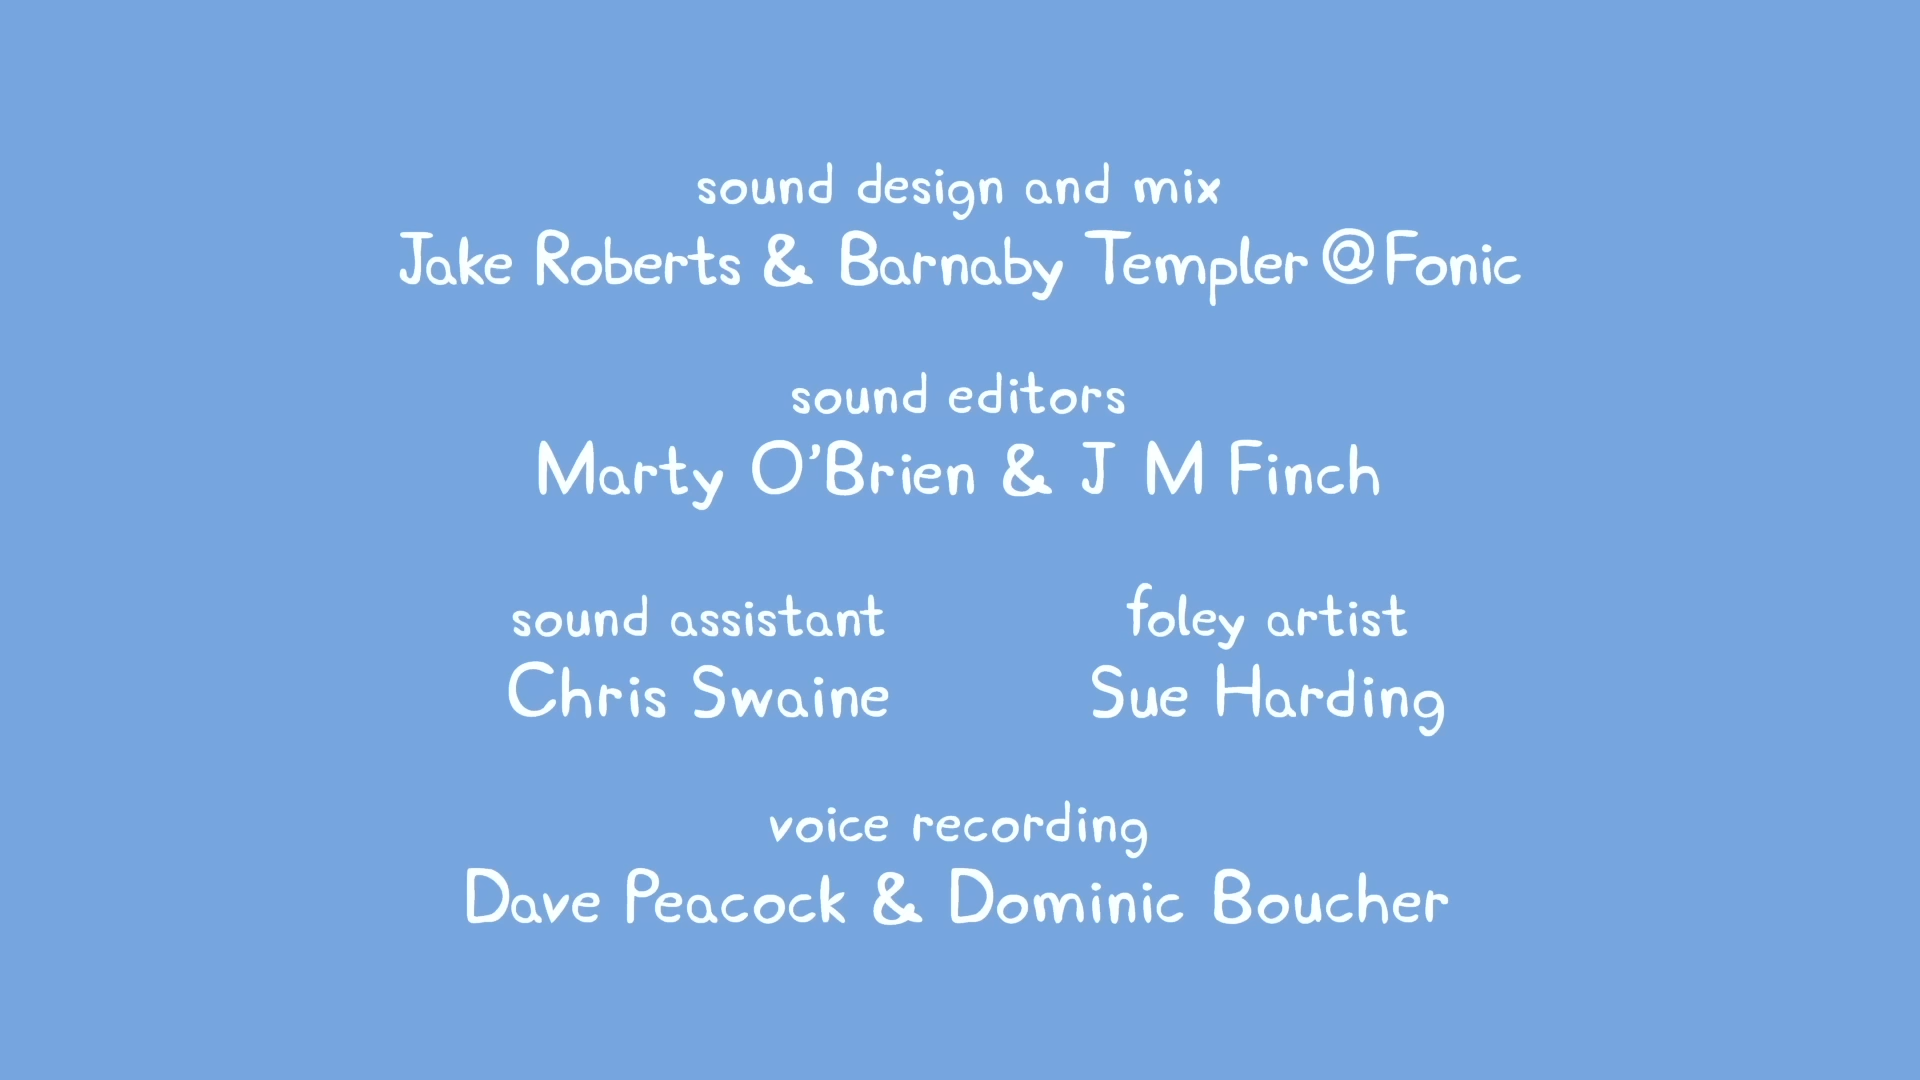 sound design and mix
Jake Roberts & Barnaby Templer @Fonic
sound editors
Marty O'Brien & J M Finch
sound assistant
Chris Swaine
foley artist
Sue Harding
voice recording
Dave Peacock & Dominic Boucher